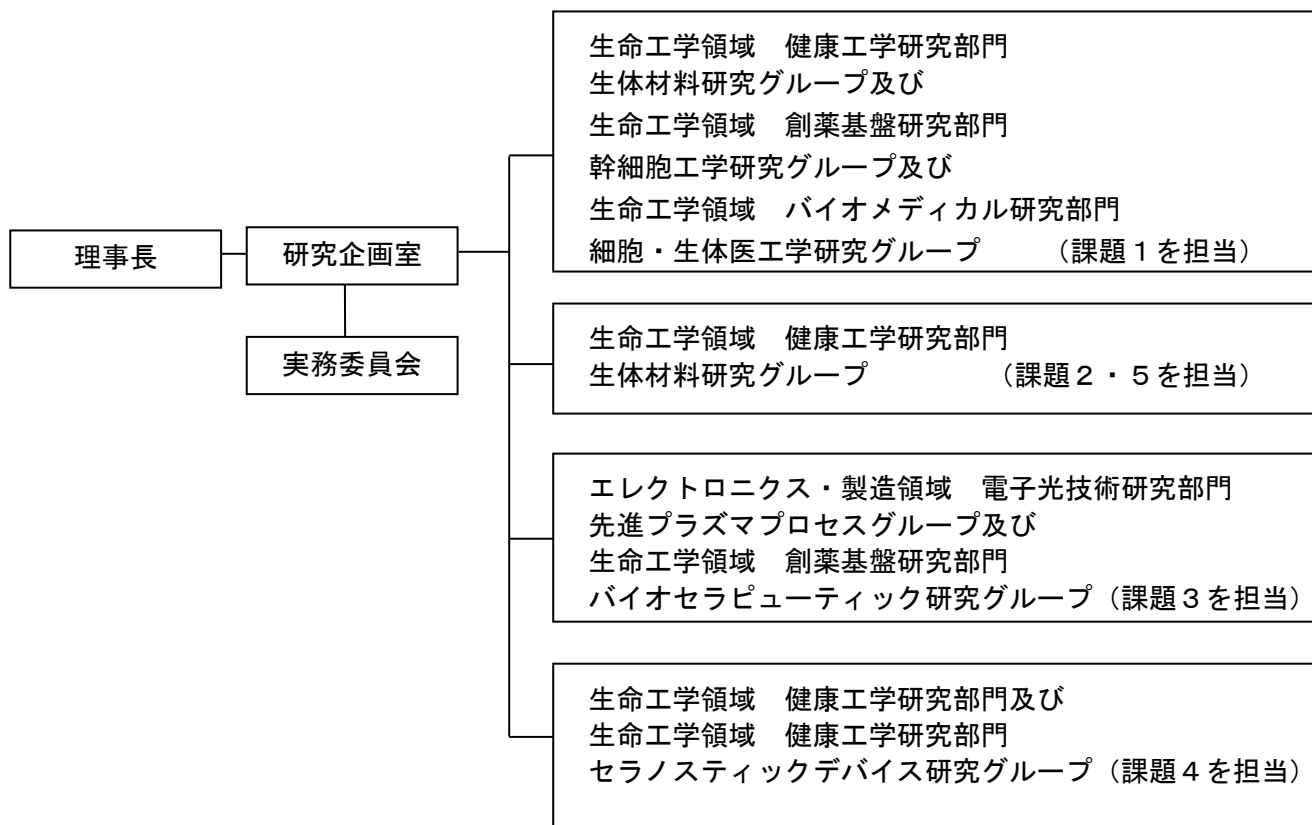 理事長
研究企画室
実務委員会
生命工学領域　健康工学研究部門
生体材料研究グループ及び
生命工学領域　創薬基盤研究部門
幹細胞工学研究グループ及び
生命工学領域　バイオメディカル研究部門
細胞・生体医工学研究グループ　　（課題１を担当）
生命工学領域　健康工学研究部門
生体材料研究グループ　　　　　（課題２・５を担当）
エレクトロニクス・製造領域　電子光技術研究部門
先進プラズマプロセスグループ及び
生命工学領域　創薬基盤研究部門
バイオセラピューティック研究グループ（課題３を担当）
生命工学領域　健康工学研究部門及び
生命工学領域　健康工学研究部門
セラノスティックデバイス研究グループ（課題４を担当）